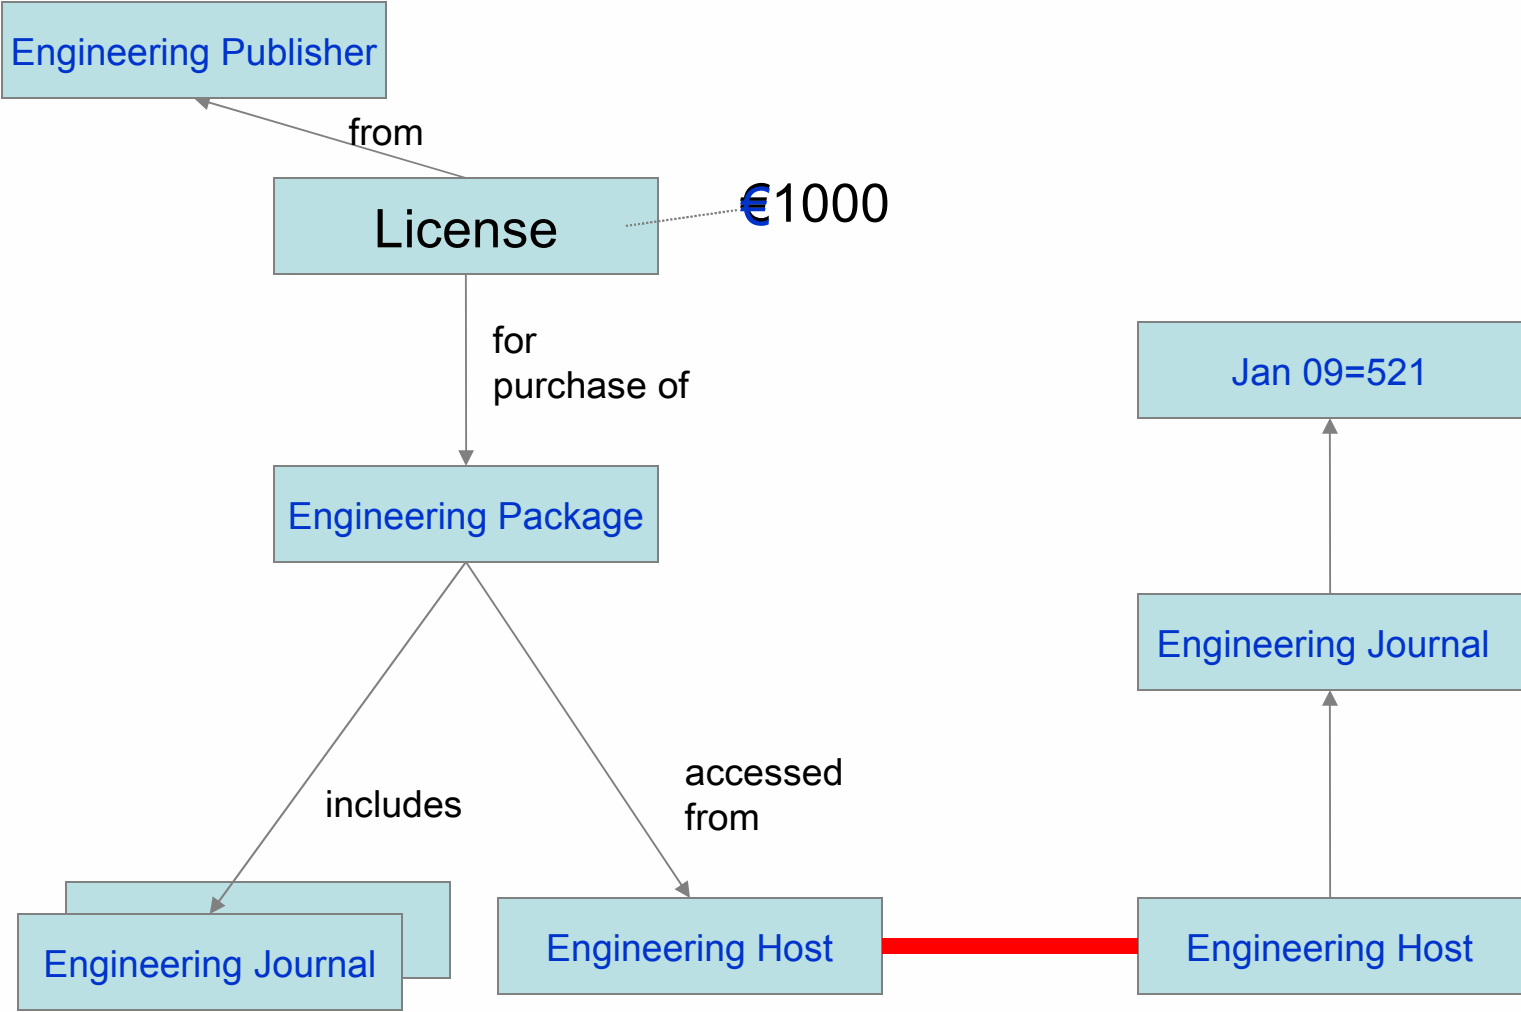 Engineering Publisher
from
License
€1000
for
purchase of
Jan 09=521
Engineering Package
Engineering Journal
accessed
from
includes
Engineering Journal
Engineering Host
Engineering Host